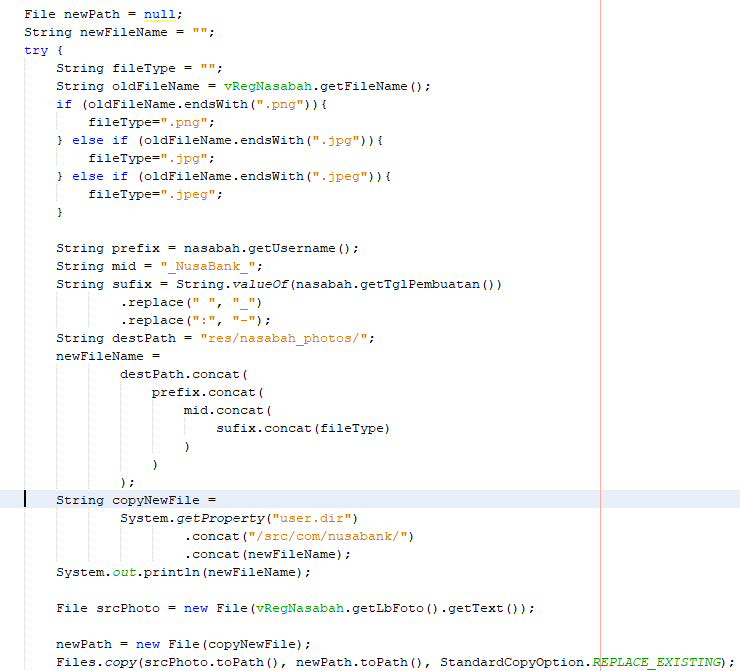 File newPath = null;
String newFileName = "";
try {
    String fileType = "";
    String oldFileName = vRegNasabah.getFileName();
    if (oldFileName.endsWith(".png")){
        fileType=".png";
    } else if (oldFileName.endsWith(".jpg")){
        fileType=".jpg";
    } else if (oldFileName.endsWith(".jpeg")){
        fileType=".jpeg";
    }

    String prefix = nasabah.getUsername();
    String mid = "_NusaBank_";
    String sufix = String.valueOf(nasabah.getTglPembuatan())
            .replace(" ", "_")
            .replace(":", "-");
    String destPath = "res/nasabah_photos/";
    newFileName =
            destPath.concat(
                prefix.concat(
                    mid.concat(
                        sufix.concat(fileType)
                    )
                )
            );
    String copyNewFile =
            System.getProperty("user.dir")
                    .concat("/src/com/nusabank/")
                    .concat(newFileName);
    System.out.println(newFileName);

    File srcPhoto = new File(vRegNasabah.getLbFoto().getText());

    newPath = new File(copyNewFile);
    Files.copy(srcPhoto.toPath(), newPath.toPath(), StandardCopyOption.REPLACE_EXISTING);